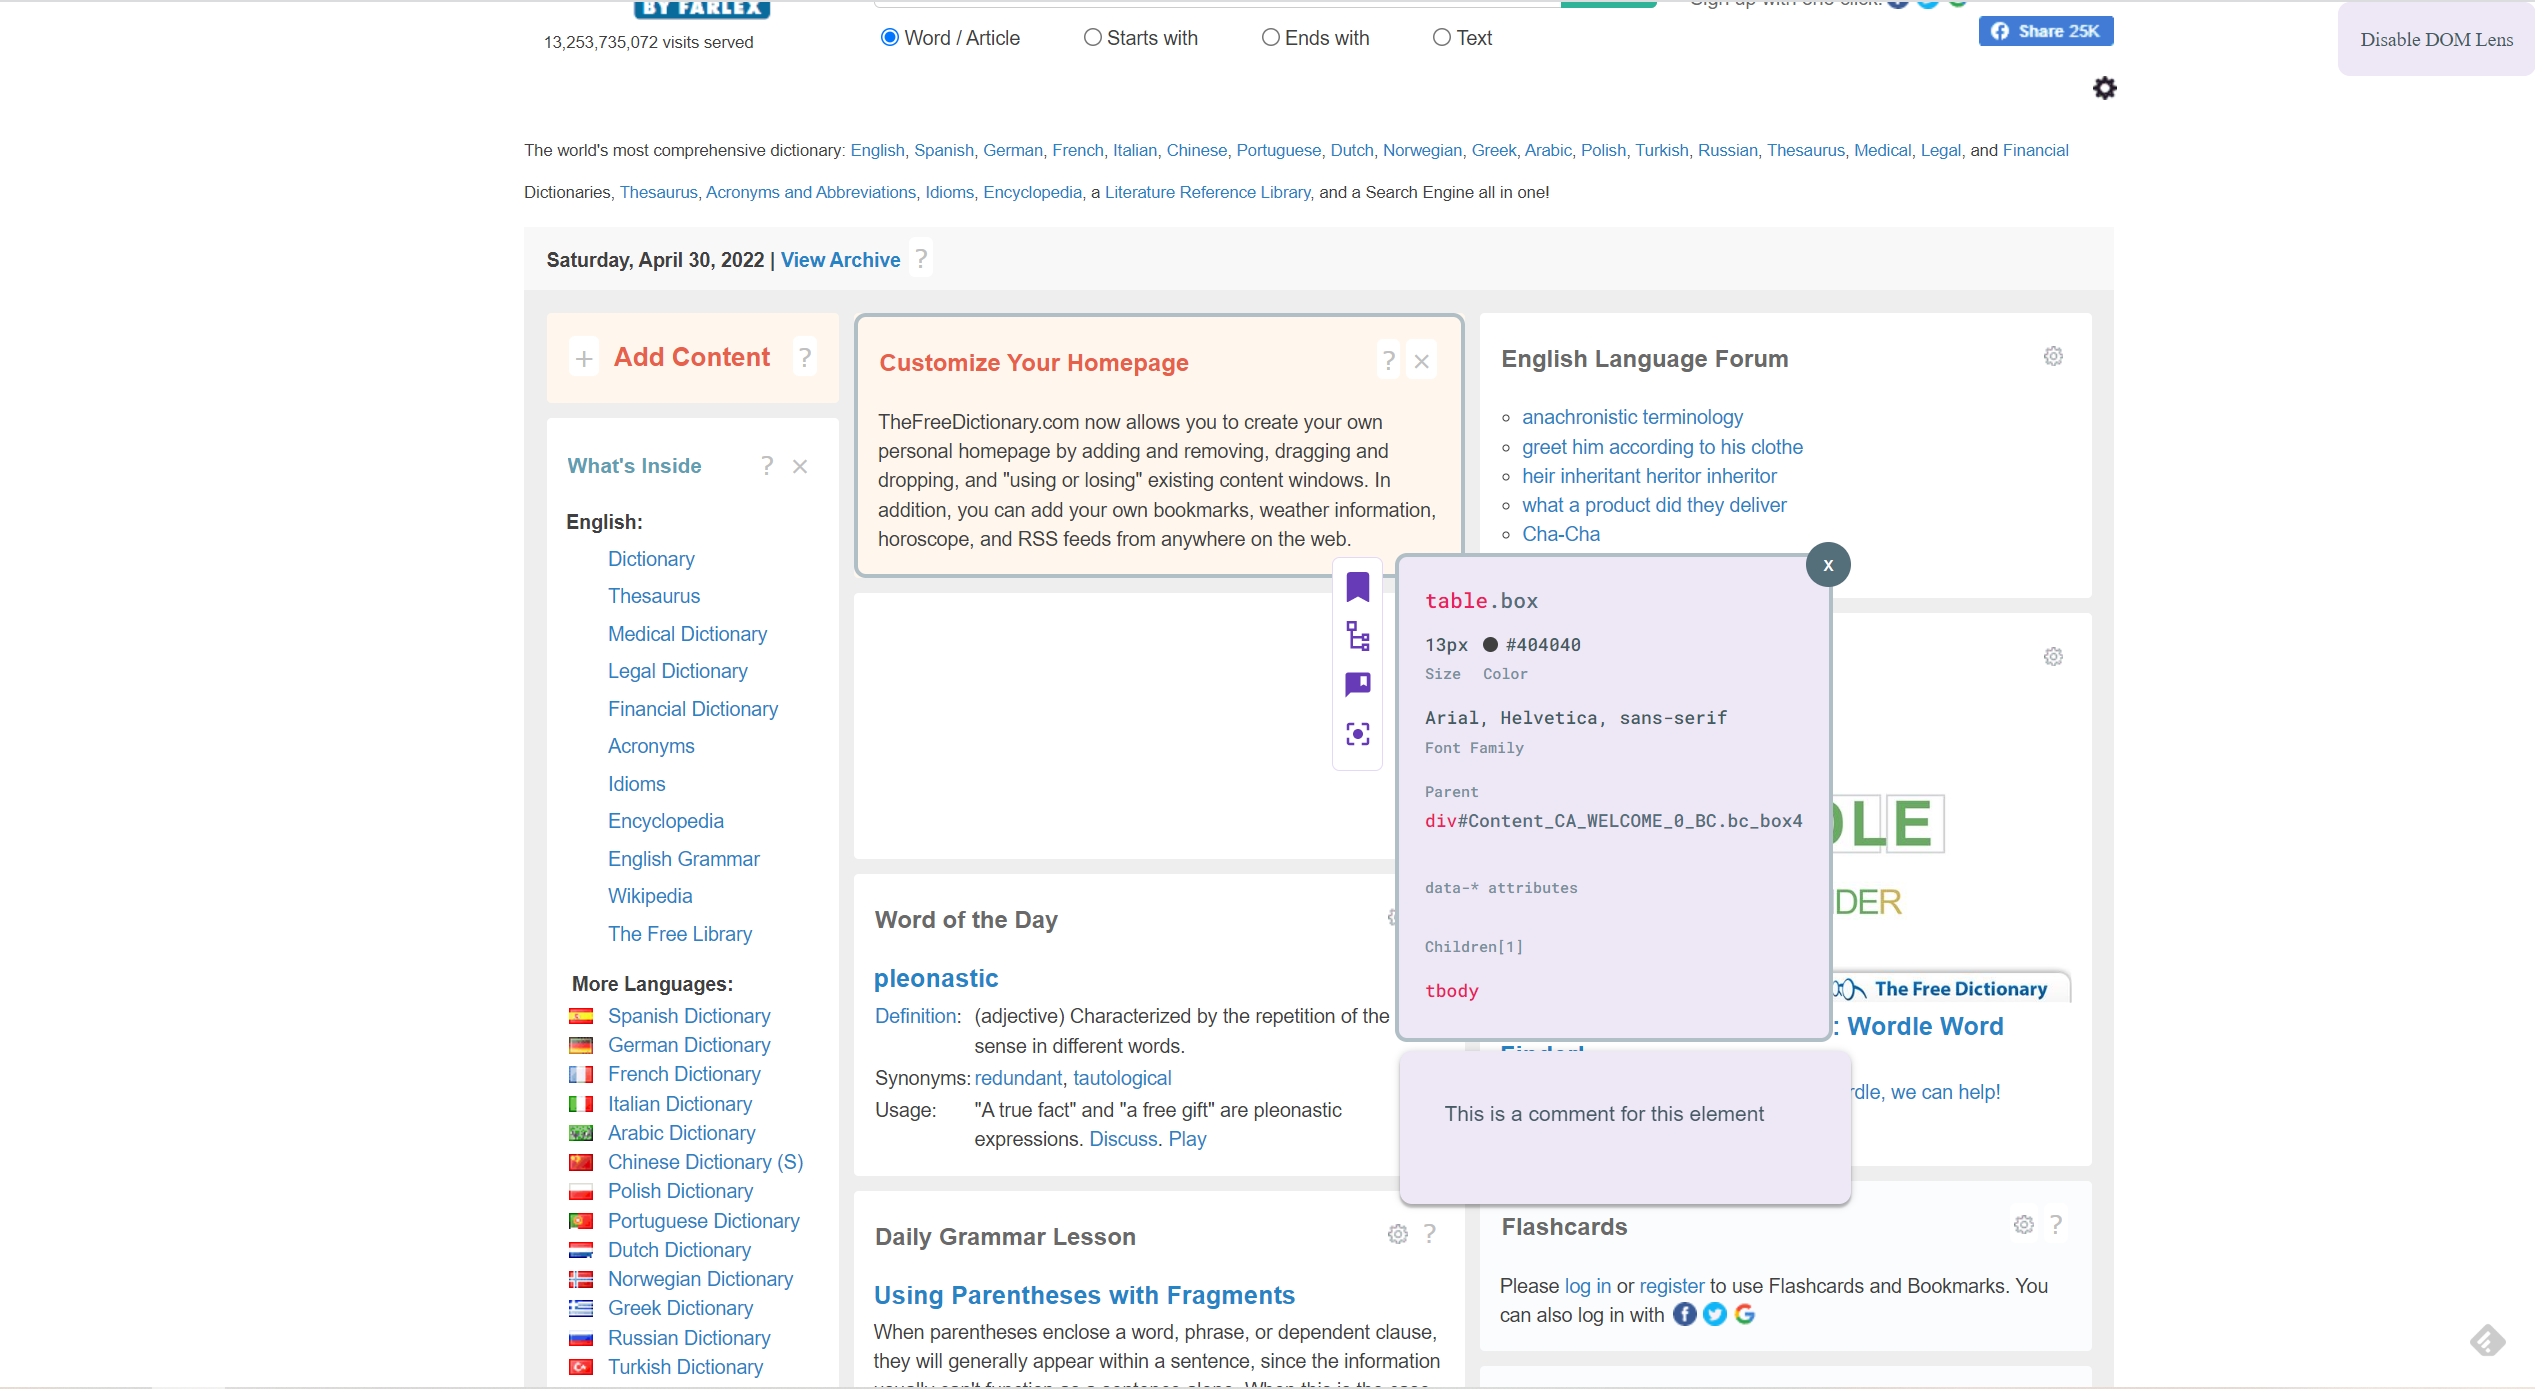 BY FARLEX
Sign up with one click:
13,253,735,072 visits served
Word / Article
Starts with
Ends with
Text
Share 25K
Disable DOM Lens
The world's most comprehensive dictionary: English, Spanish, German, French, Italian, Chinese, Portuguese, Dutch, Norwegian, Greek, Arabic, Polish, Turkish, Russian, Thesaurus, Medical, Legal, and Financial
Dictionaries, Thesaurus, Acronyms and Abbreviations, Idioms, Encyclopedia, a Literature Reference Library, and a Search Engine all in one!
Saturday, April 30, 2022 | View Archive ?
+ Add Content ?
What's Inside ? ×
English:
Dictionary
Thesaurus
Medical Dictionary
Legal Dictionary
Financial Dictionary
Acronyms
Idioms
Encyclopedia
English Grammar
Wikipedia
The Free Library
More Languages:
Spanish Dictionary
German Dictionary
French Dictionary
Italian Dictionary
Arabic Dictionary
Chinese Dictionary (S)
Polish Dictionary
Portuguese Dictionary
Dutch Dictionary
Norwegian Dictionary
Greek Dictionary
Russian Dictionary
Turkish Dictionary
Customize Your Homepage ? ×
TheFreeDictionary.com now allows you to create your own
personal homepage by adding and removing, dragging and
dropping, and "using or losing" existing content windows. In
addition, you can add your own bookmarks, weather information,
horoscope, and RSS feeds from anywhere on the web.
Word of the Day
pleonastic
Definition: (adjective) Characterized by the repetition of the
sense in different words.
Synonyms: redundant, tautological
Usage: "A true fact" and "a free gift" are pleonastic
expressions. Discuss. Play
Daily Grammar Lesson ?
Using Parentheses with Fragments
When parentheses enclose a word, phrase, or dependent clause,
they will generally appear within a sentence, since the information
English Language Forum
anachronistic terminology
greet him according to his clothe
heir inheritant heritor inheritor
what a product did they deliver
Cha-Cha
x
table.box
13px #404040
Size Color
Arial, Helvetica, sans-serif
Font Family
Parent
div#Content_CA_WELCOME_0_BC.bc_box4
data-* attributes
Children[1]
tbody
This is a comment for this element
LE
DER
The Free Dictionary
: Wordle Word
rdle, we can help!
Flashcards ?
Please log in or register to use Flashcards and Bookmarks. You
can also log in with